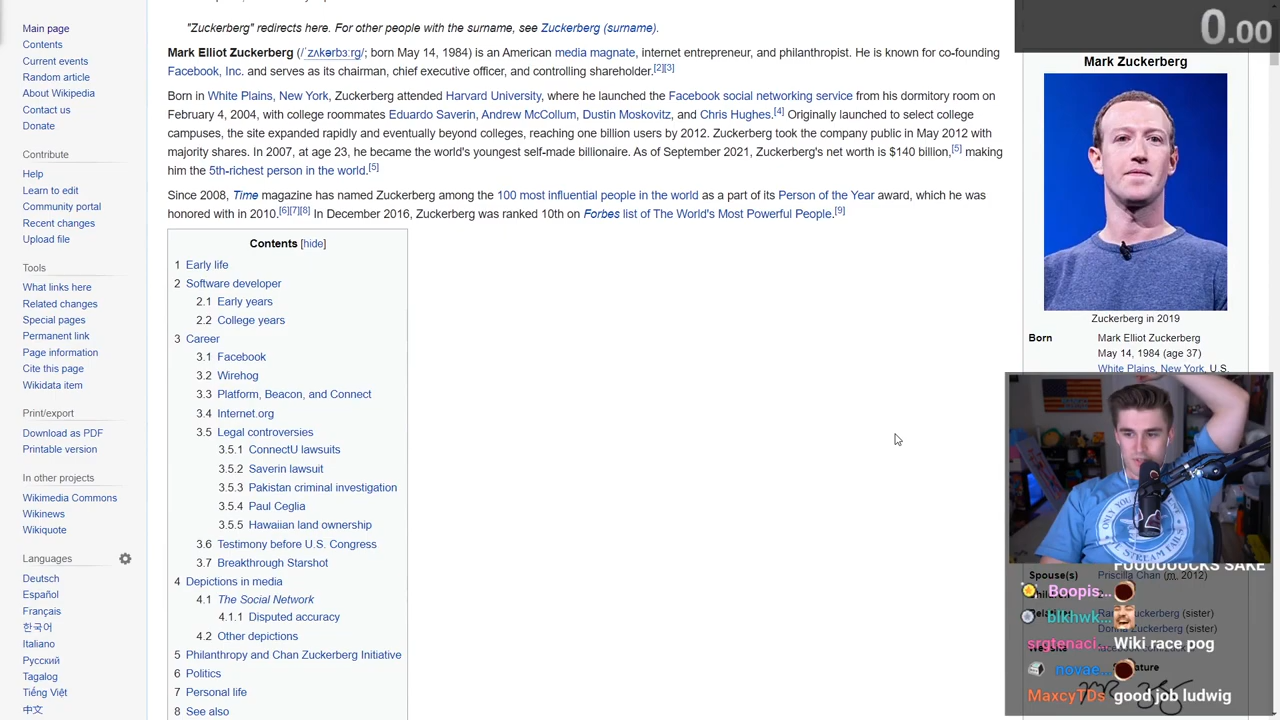 Main page
Contents
Current events
Random article
About Wikipedia
Contact us
Donate
Contribute
Help
Learn to edit
Community portal
Recent changes
Upload file
Tools
What links here
Related changes
Special pages
Permanent link
Page information
Cite this page
Wikidata item
Print/export
Download as PDF
Printable version
In other projects
Wikimedia Commons
Wikinews
Wikiquote
Languages
Deutsch
Español
Français
한국어
Italiano
Русский
Tagalog
Tiếng Việt
中文
"Zuckerberg" redirects here. For other people with the surname, see Zuckerberg (surname).
Mark Elliot Zuckerberg (/ˈzʌkərbɜːrɡ/; born May 14, 1984) is an American media magnate, internet entrepreneur, and philanthropist. He is known for co-founding
Facebook, Inc. and serves as its chairman, chief executive officer, and controlling shareholder.[2][3]
Born in White Plains, New York, Zuckerberg attended Harvard University, where he launched the Facebook social networking service from his dormitory room on
February 4, 2004, with college roommates Eduardo Saverin, Andrew McCollum, Dustin Moskovitz, and Chris Hughes.[4] Originally launched to select college
campuses, the site expanded rapidly and eventually beyond colleges, reaching one billion users by 2012. Zuckerberg took the company public in May 2012 with
majority shares. In 2007, at age 23, he became the world's youngest self-made billionaire. As of September 2021, Zuckerberg's net worth is $140 billion,[5] making
him the 5th-richest person in the world.[5]
Since 2008, Time magazine has named Zuckerberg among the 100 most influential people in the world as a part of its Person of the Year award, which he was
honored with in 2010.[6][7][8] In December 2016, Zuckerberg was ranked 10th on Forbes list of The World's Most Powerful People.[9]
Contents [hide]
1 Early life
2 Software developer
2.1 Early years
2.2 College years
3 Career
3.1 Facebook
3.2 Wirehog
3.3 Platform, Beacon, and Connect
3.4 Internet.org
3.5 Legal controversies
3.5.1 ConnectU lawsuits
3.5.2 Saverin lawsuit
3.5.3 Pakistan criminal investigation
3.5.4 Paul Ceglia
3.5.5 Hawaiian land ownership
3.6 Testimony before U.S. Congress
3.7 Breakthrough Starshot
4 Depictions in media
4.1 The Social Network
4.1.1 Disputed accuracy
4.2 Other depictions
5 Philanthropy and Chan Zuckerberg Initiative
6 Politics
7 Personal life
8 See also
0.00
Mark Zuckerberg
Zuckerberg in 2019
Born Mark Elliot Zuckerberg
May 14, 1984 (age 37)
White Plains, New York, U.S.
Spouse(s) Priscilla Chan (m. 2012)
Boopis...
(sister)
blkhwk...
Zuckerberg (sister)
srgtenaci... Wiki race pog
novae...
MaxcyTDs good job ludwig